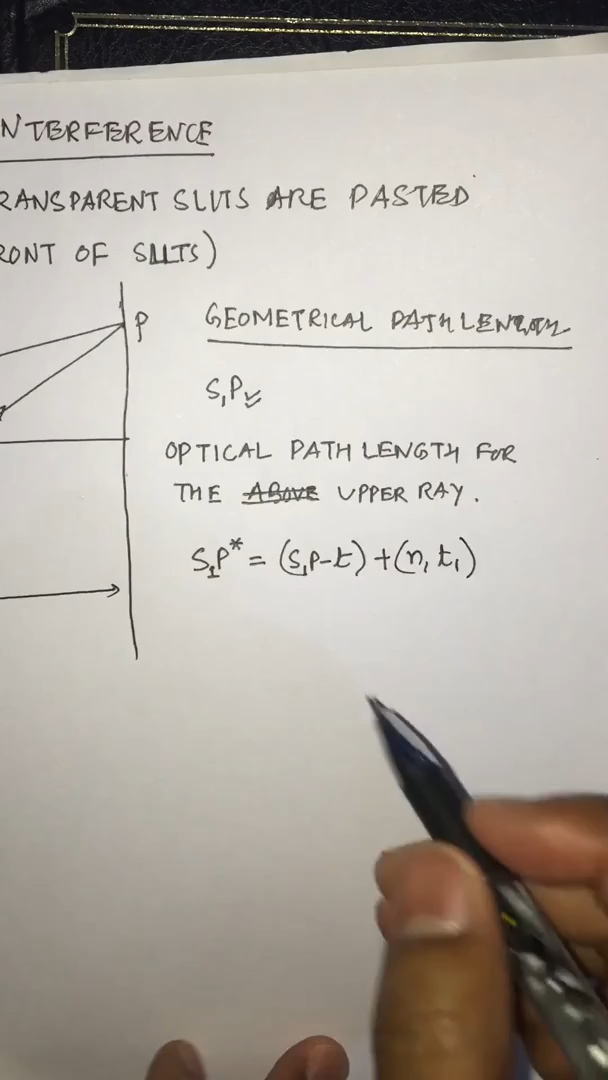 NTERFERENCE
RANSPARENT SLITS ARE PASTED
RONT OF SLITS)
P
GEOMETRICAL PATH LENGTH
S₁P
OPTICAL PATH LENGTH FOR
THE ABOVE UPPER RAY.
S₁P* = (S₁P-t) + (n₁ t₁)